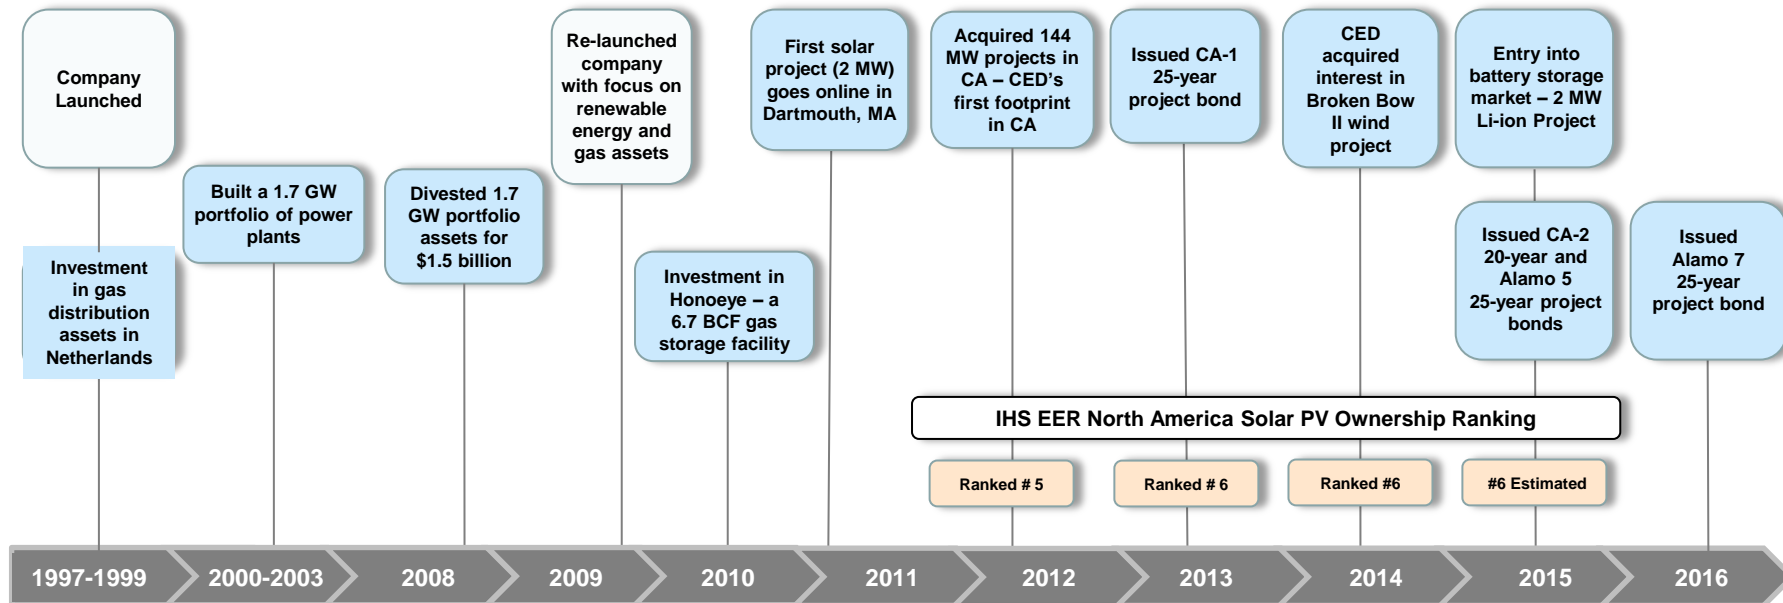 Company
Launched
Investment
in gas
distribution
assets in
Netherlands
Built a 1.7 GW
portfolio of power
plants
Divested 1.7
GW portfolio
assets for
$1.5 billion
Re-launched
company
with focus on
renewable
energy and
gas assets
Investment in
Honoeye – a
6.7 BCF gas
storage facility
First solar
project (2 MW)
goes online in
Dartmouth, MA
Acquired 144
MW projects in
CA – CED's
first footprint
in CA
Issued CA-1
25-year
project bond
CED
acquired
interest in
Broken Bow
II wind
project
Entry into
battery storage
market – 2 MW
Li-ion Project
Issued CA-2
20-year and
Alamo 5
25-year project
bonds
Issued
Alamo 7
25-year
project bond
IHS EER North America Solar PV Ownership Ranking
Ranked # 5
Ranked # 6
Ranked #6
#6 Estimated
1997-1999
2000-2003
2008
2009
2010
2011
2012
2013
2014
2015
2016